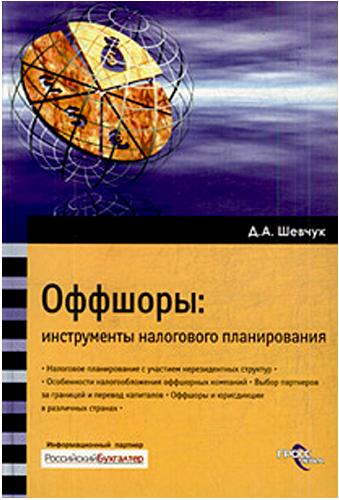 Д.А. Шевчук
Оффшоры:
инструменты налогового планирования
• Налоговое планирование с участием нерезидентных структур •
• Особенности налогообложения оффшорных компаний • Выбор партнеров
за границей и перевод капиталов • Оффшоры и юрисдикции
в различных странах •
Информационный партнер
РоссийскийБухгалтер
ГРОСС